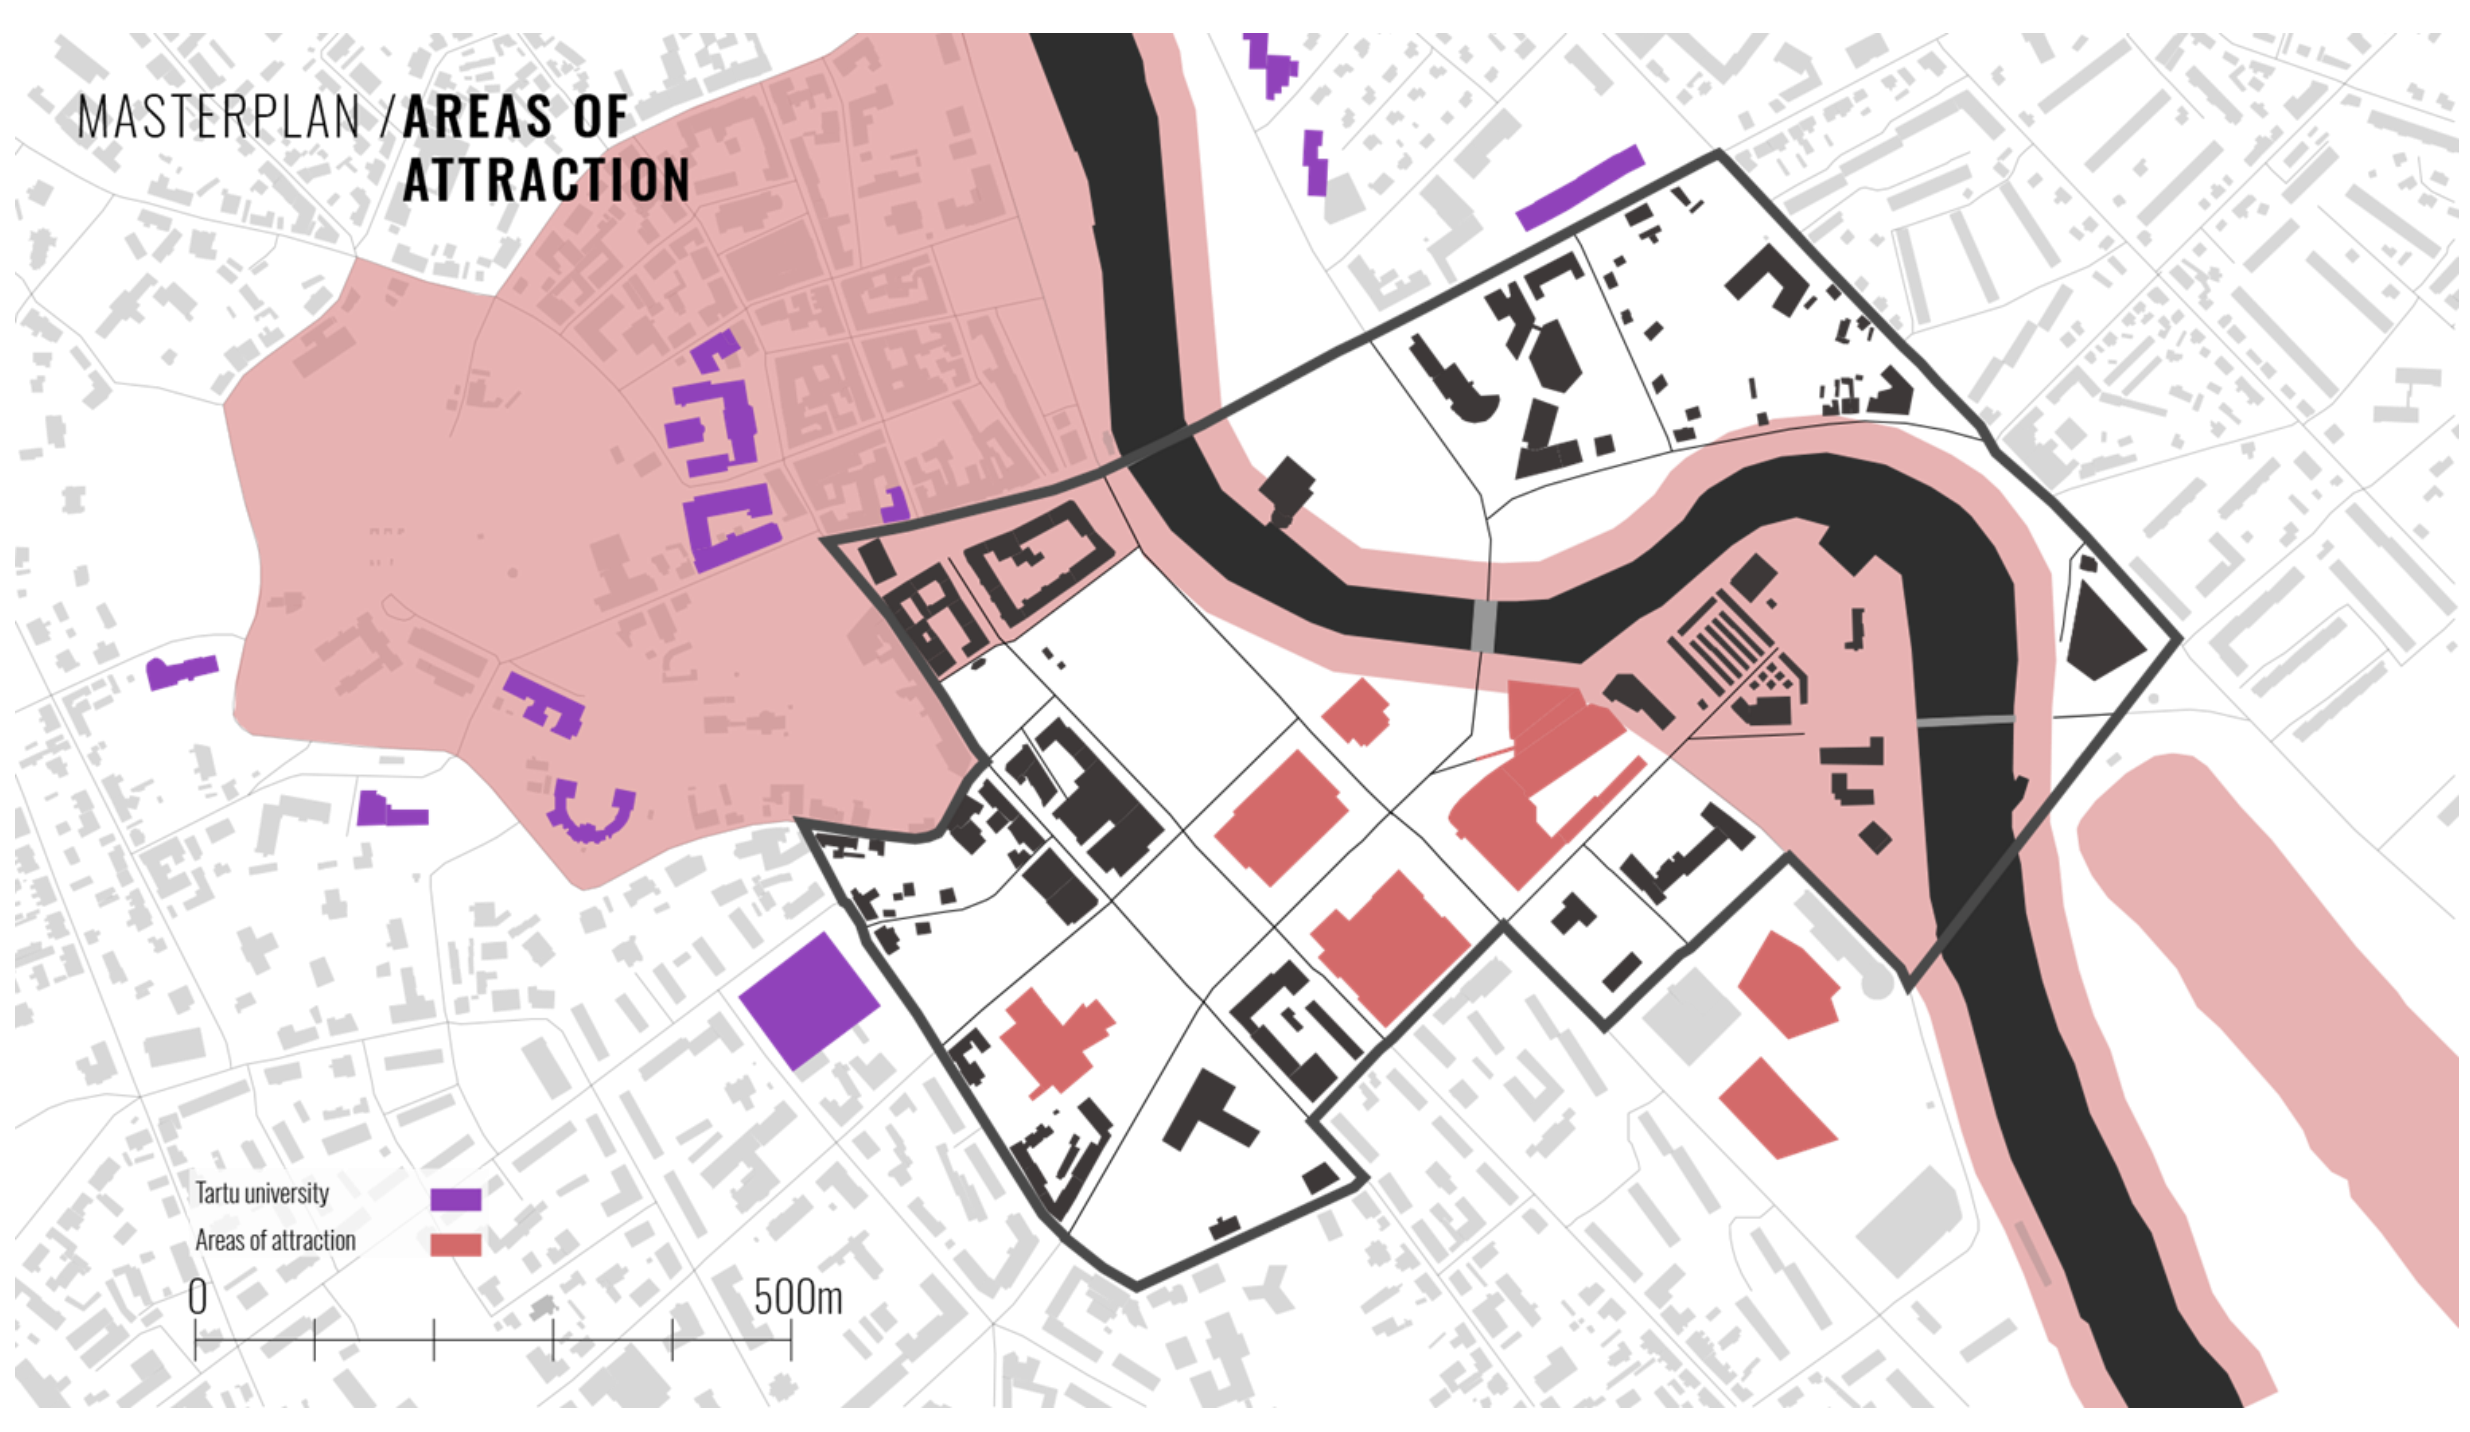 MASTERPLAN /AREAS OF
ATTRACTION
Tartu university
Areas of attraction
0 500m